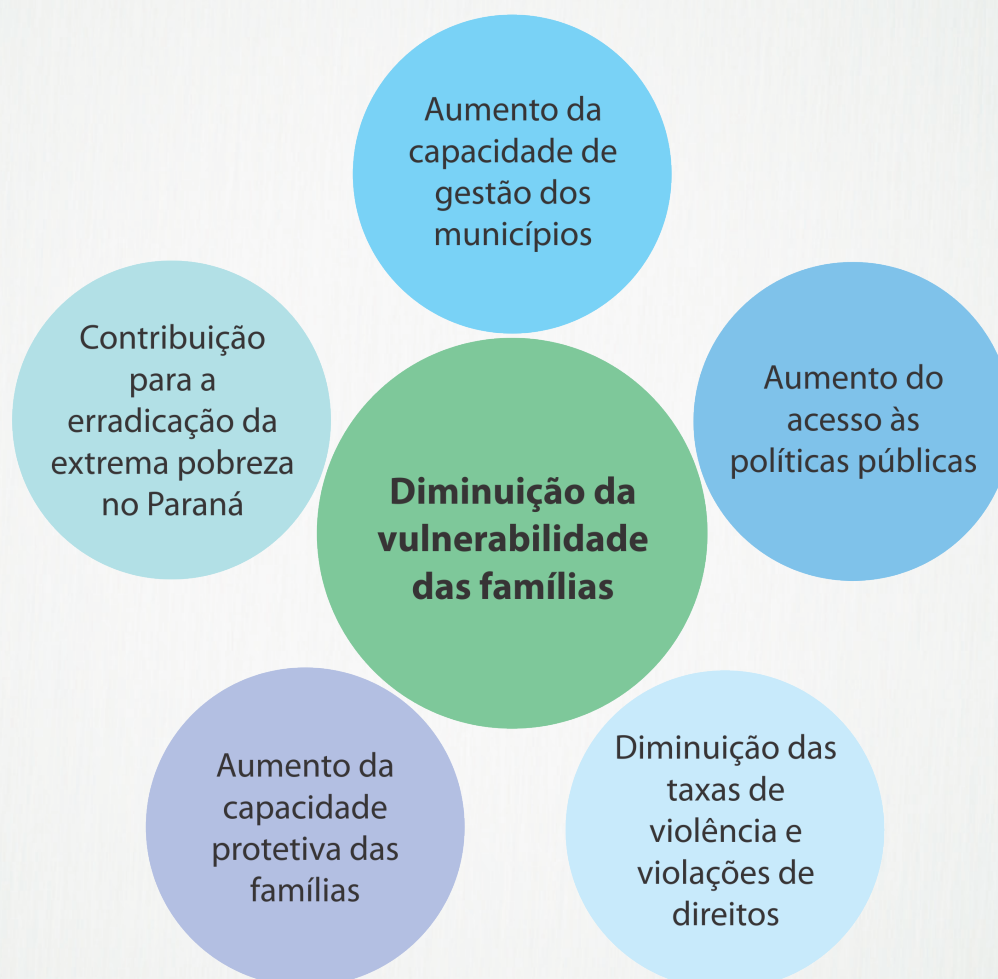 Aumento da
capacidade de
gestão dos
municípios
Contribuição
para a
erradicação da
extrema pobreza
no Paraná
Aumento do
acesso às
políticas públicas
Diminuição da
vulnerabilidade
das famílias
Aumento da
capacidade
protetiva das
famílias
Diminuição das
taxas de
violência e
violações de
direitos